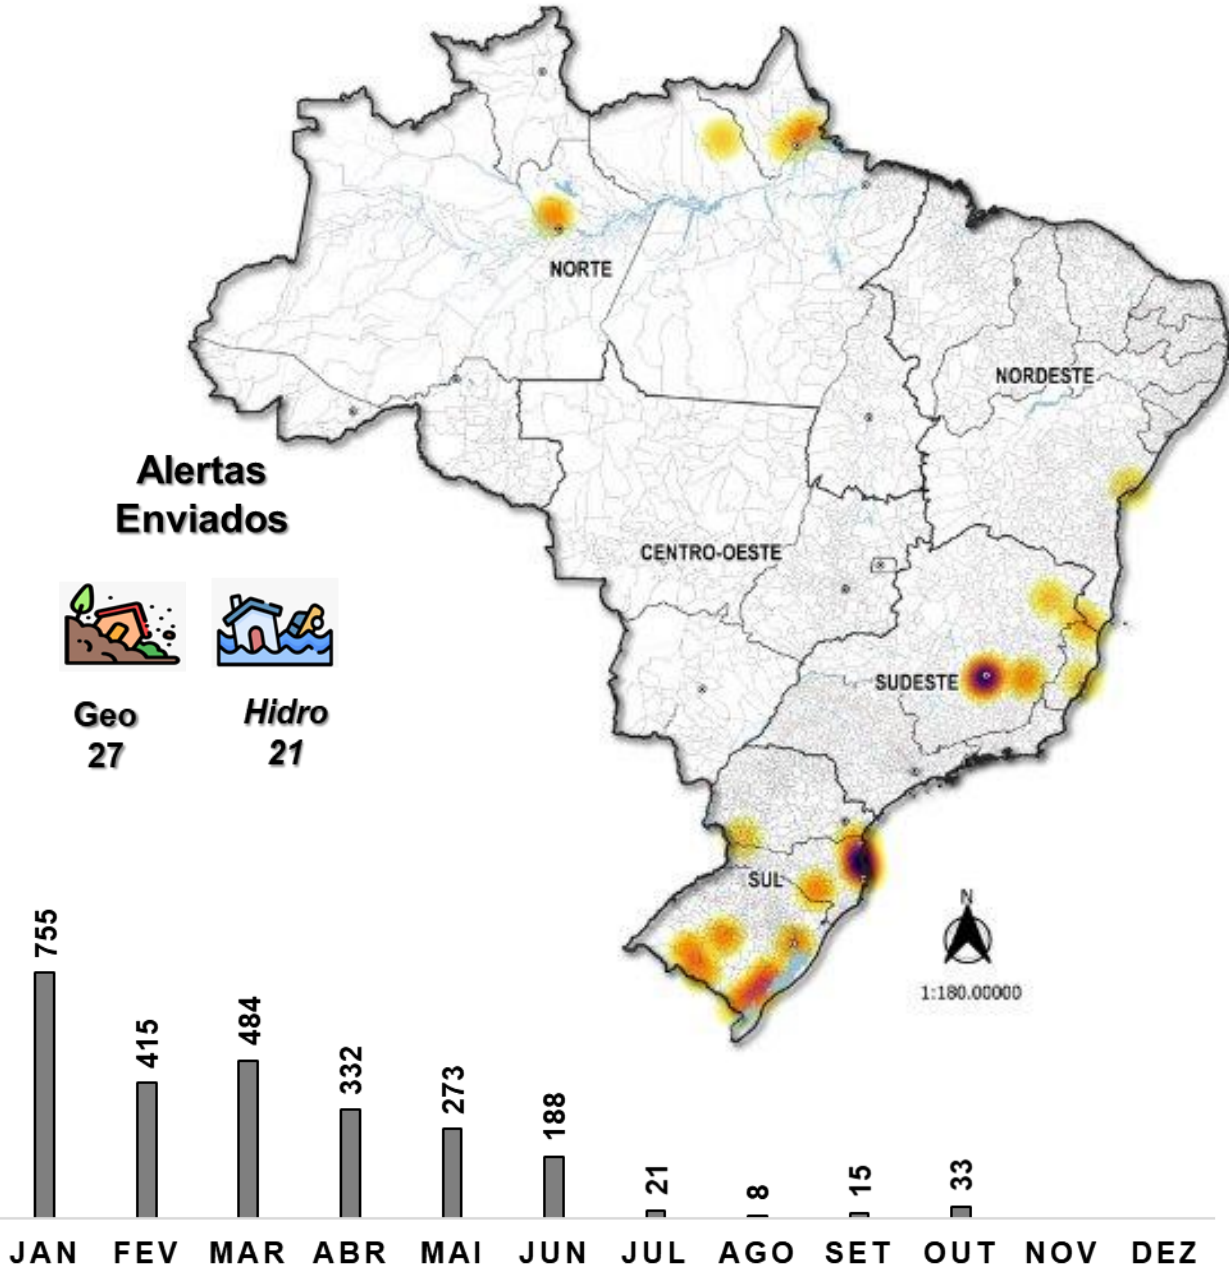 NORTE
NORDESTE
Alertas
Enviados
CENTRO-OESTE
SUDESTE
Geo
27
Hidro
21
SUL
N
1:180.00000
755
415
484
332
273
188
21
8
15
33
JAN FEV MAR ABR MAI JUN JUL AGO SET OUT NOV DEZ